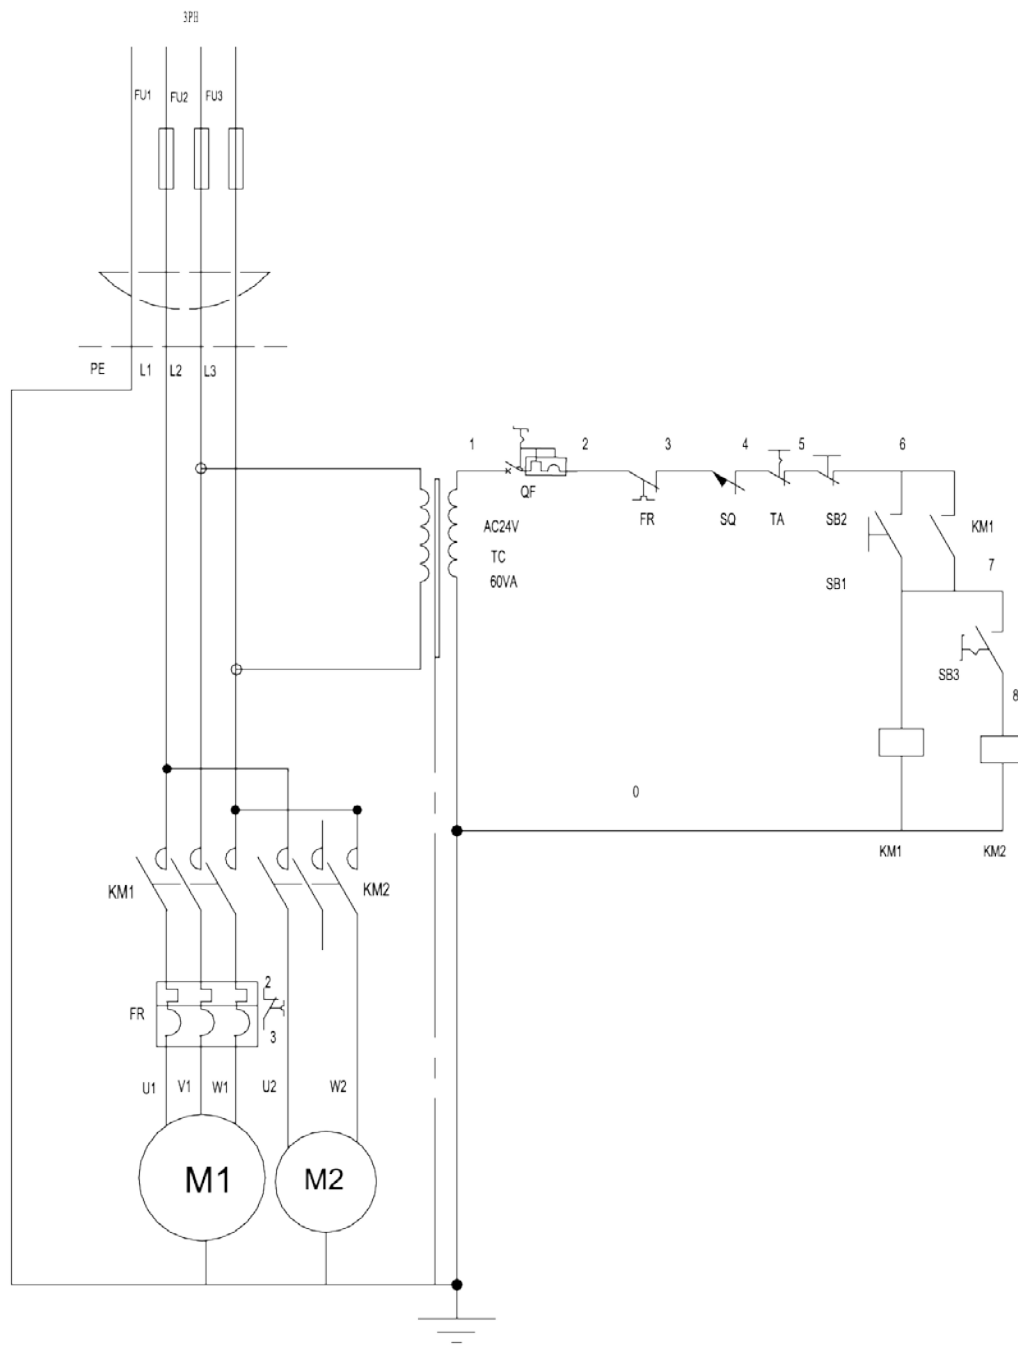 3PH
FU1 FU2 FU3
PE L1 L2 L3
1 2 3 4 5 6
QF FR SQ TA SB2 KM1
AC24V
TC
60VA
7
SB1
SB3
8
0
KM1 KM2
KM1 KM2
2
FR
3
U1 V1 W1 U2 W2
M1 M2